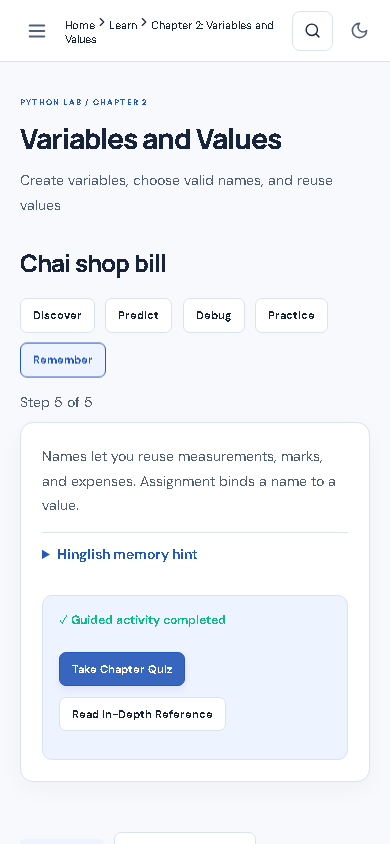 Home > Learn > Chapter 2: Variables and
Values
PYTHON LAB / CHAPTER 2
Variables and Values
Create variables, choose valid names, and reuse
values
Chai shop bill
Discover Predict Debug Practice
Remember
Step 5 of 5
Names let you reuse measurements, marks,
and expenses. Assignment binds a name to a
value.
▶ Hinglish memory hint
✓ Guided activity completed
Take Chapter Quiz
Read In-Depth Reference